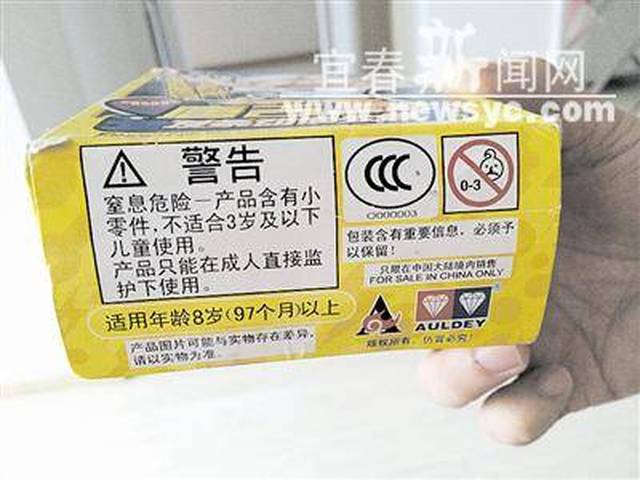 宜春新闻网
www.newsyc.com
警告
窒息危险—产品含有小
零件,不适合3岁及以下
儿童使用。
产品只能在成人直接监
护下使用。
CCC
0-3
包装含有重要信息,必须予
以保留!
只限在中国大陆境内销售
FOR SALE IN CHINA ONLY
适用年龄8岁(97个月)以上
AULDEY
版权所有,仿冒必究!
产品图片可能与实物存在差异,
请以实物为准.